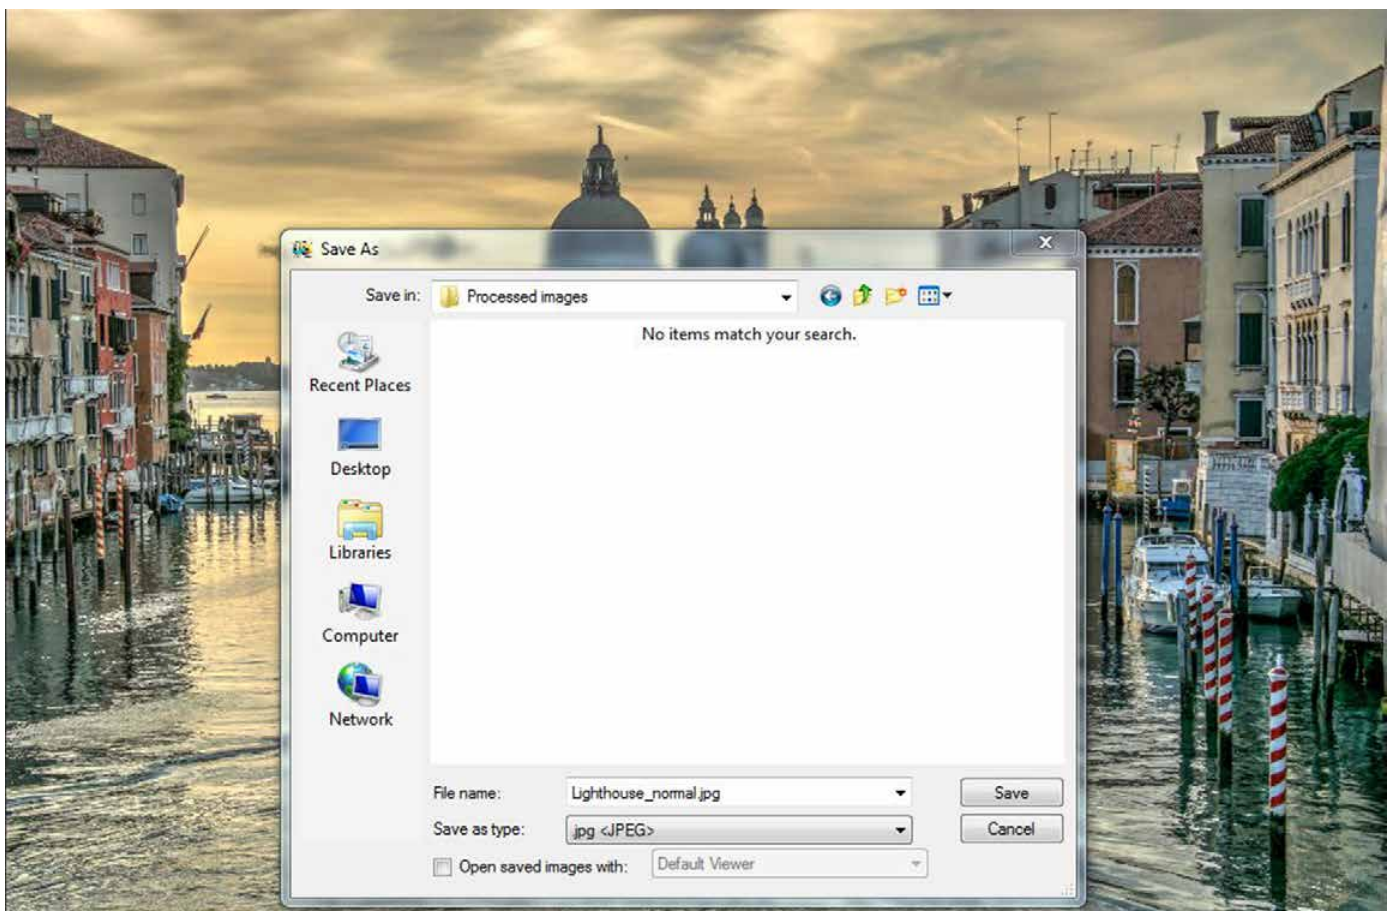 Save As
X
Save in: Processed images
No items match your search.
Recent Places
Desktop
Libraries
Computer
Network
File name: Lighthouse_normal.jpg Save
Save as type: jpg <JPEG> Cancel
Open saved images with: Default Viewer